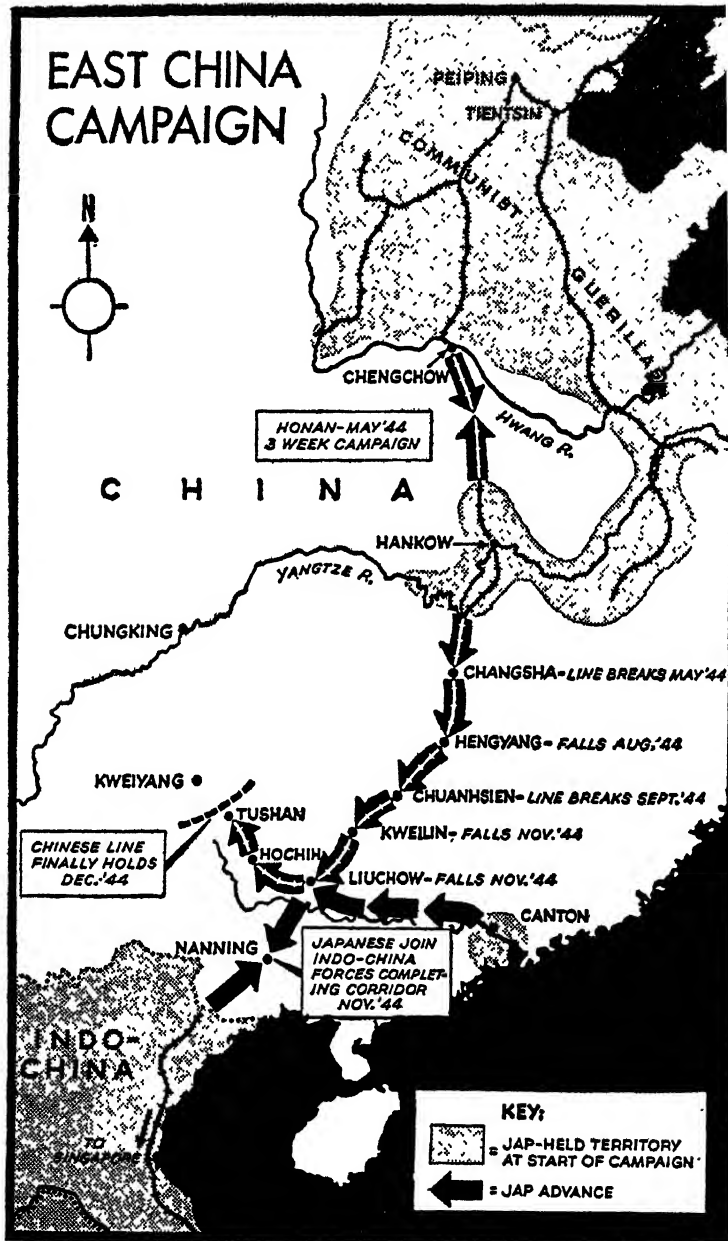 EAST CHINA
CAMPAIGN
N
PEIPING
TIENTSIN
COMMUNIST
GUERILLADS
CHENGCHOW
HWANG R.
HONAN-MAY '44
3 WEEK CAMPAIGN
CHINA
HANKOW
YANGTZE R.
CHUNGKING
CHANGSHA-LINE BREAKS MAY '44
HENGYANG-FALLS AUG.'44
KWEIYANG
CHUANHSIEN-LINE BREAKS SEPT.'44
TUSHAN
KWEILIN-FALLS NOV.'44
CHINESE LINE
FINALLY HOLDS
DEC.'44
HOCHIH
LIUCHOW-FALLS NOV.'44
CANTON
NANNING
JAPANESE JOIN
INDO-CHINA
FORCES COMPLET-
ING CORRIDOR
NOV.'44
INDO-
CHINA
TO
SINGAPORE
KEY:
= JAP-HELD TERRITORY
AT START OF CAMPAIGN
= JAP ADVANCE